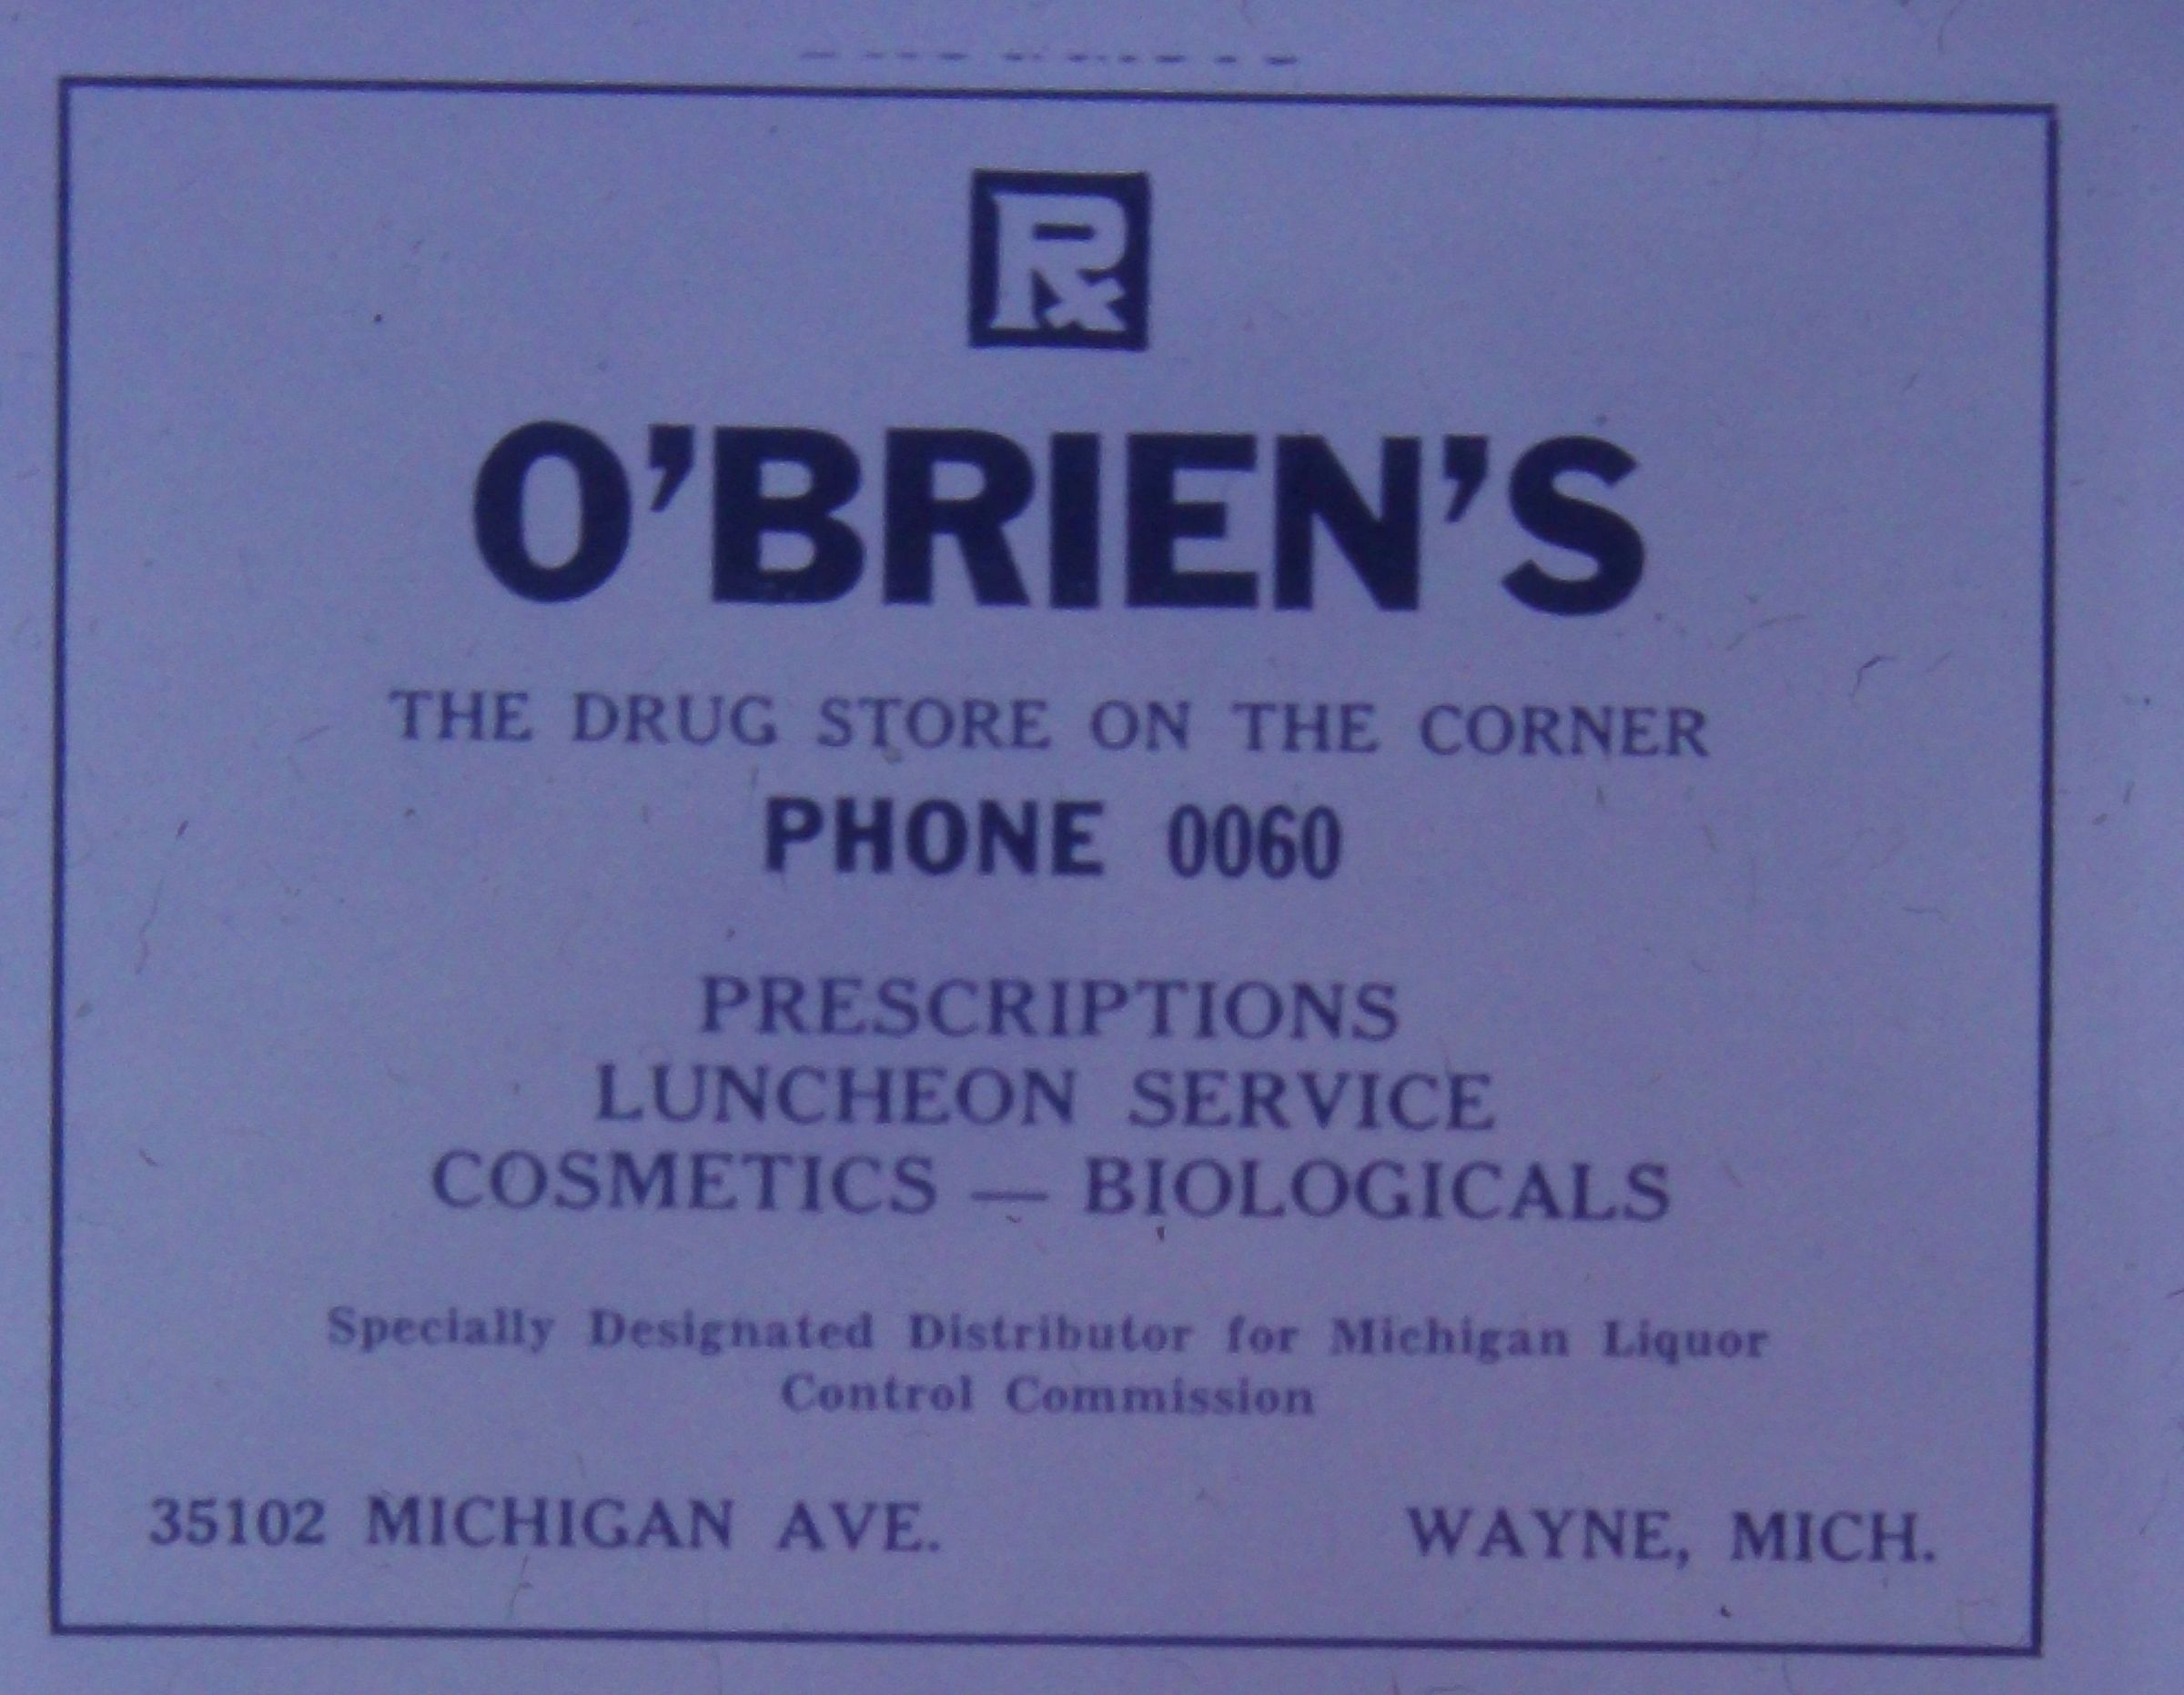 Rx
O'BRIEN'S
THE DRUG STORE ON THE CORNER
PHONE 0060
PRESCRIPTIONS
LUNCHEON SERVICE
COSMETICS — BIOLOGICALS
Specially Designated Distributor for Michigan Liquor
Control Commission
35102 MICHIGAN AVE. WAYNE, MICH.